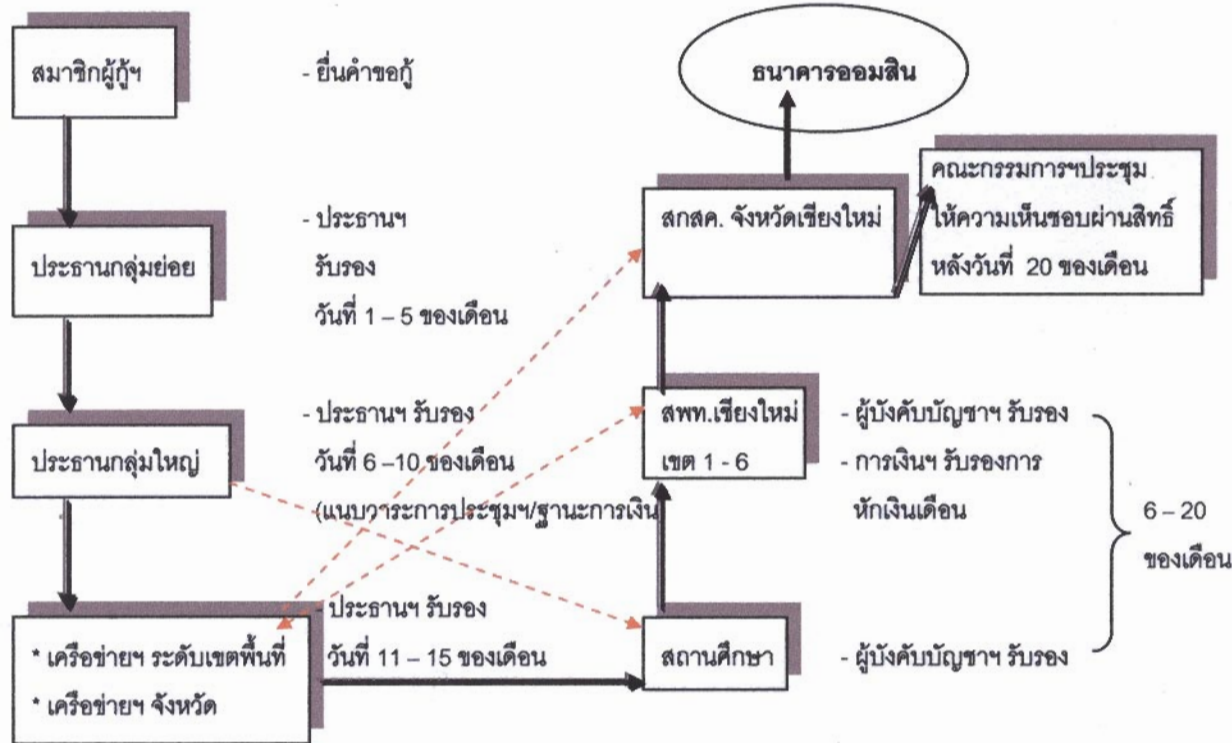 สมาชิกผู้กู้ฯ
- ยื่นคำขอกู้
ประธานกลุ่มย่อย
- ประธานฯ
รับรอง
วันที่ 1 – 5 ของเดือน
ประธานกลุ่มใหญ่
- ประธานฯ รับรอง
วันที่ 6 –10 ของเดือน
(แนบวาระการประชุมฯ/ฐานะการเงิน
* เครือข่ายฯ ระดับเขตพื้นที่
* เครือข่ายฯ จังหวัด
- ประธานฯ รับรอง
วันที่ 11 – 15 ของเดือน
ธนาคารออมสิน
สกสค. จังหวัดเชียงใหม่
คณะกรรมการฯประชุม
ให้ความเห็นชอบผ่านสิทธิ์
หลังวันที่ 20 ของเดือน
สพท.เชียงใหม่
เขต 1 - 6
- ผู้บังคับบัญชาฯ รับรอง
- การเงินฯ รับรองการ
หักเงินเดือน
6 – 20
ของเดือน
สถานศึกษา
- ผู้บังคับบัญชาฯ รับรอง